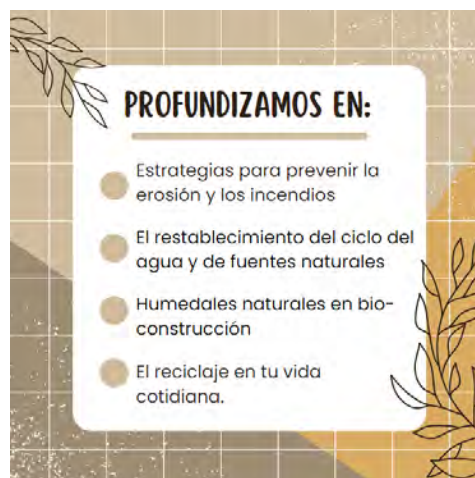 PROFUNDIZAMOS EN:
Estrategias para prevenir la
erosión y los incendios
El restablecimiento del ciclo del
agua y de fuentes naturales
Humedales naturales en bio-
construcción
El reciclaje en tu vida
cotidiana.